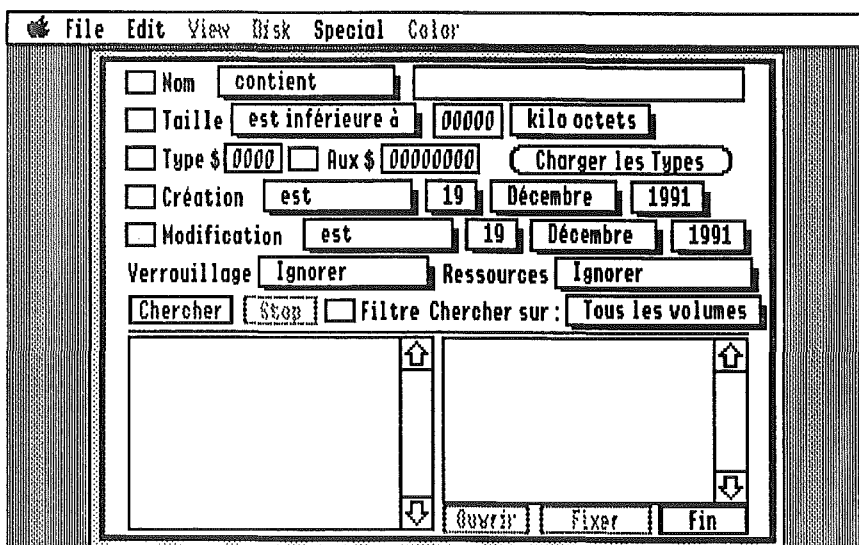 File Edit View Disk Special Color
Nom contient
Taille est inférieure à 00000 kilo octets
Type $ 0000 Aux $ 00000000 Charger les Types
Création est 19 Décembre 1991
Modification est 19 Décembre 1991
Verrouillage Ignorer Ressources Ignorer
Chercher Stop Filtre Chercher sur : Tous les volumes
Ouvrir Fixer Fin